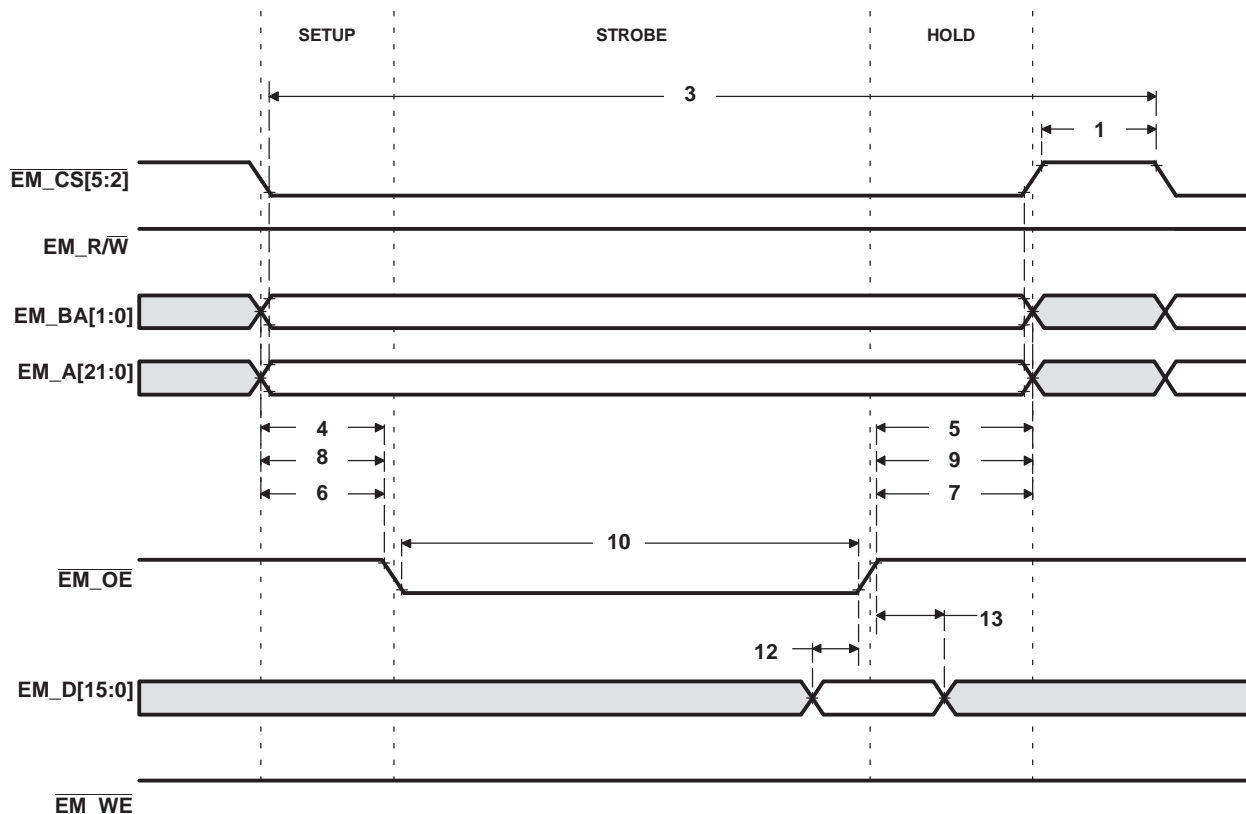 SETUP STROBE HOLD
3
1
EM_CS[5:2]
EM_R/W
EM_BA[1:0]
EM_A[21:0]
4 5
8 9
6 7
10
EM_OE
13
12
EM_D[15:0]
EM_WE